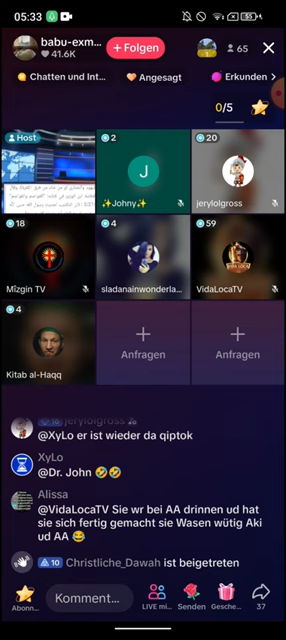 05:33
55
babu-exm...
41.6K
+ Folgen
65
Chatten und Int...
Angesagt
Erkunden >
0/5
Host
2
20
J
✨Johny✨
jerylolgross
18
4
59
VIDA LOCA
Mîzgin TV
sladanainwonderla...
VidaLocaTV
4
Kitab al-Haqq
Anfragen
Anfragen
jerylolgross
@XyLo er ist wieder da qiptok
XyLo
@Dr. John 🤣🤣
Alissa
@VidaLocaTV Sie wr bei AA drinnen ud hat
sie sich fertig gemacht sie Wasen wütig Aki
ud AA 😂
10 Christliche_Dawah ist beigetreten
Kommen...
Abonn...
LIVE mi...
Senden
Gesche...
37